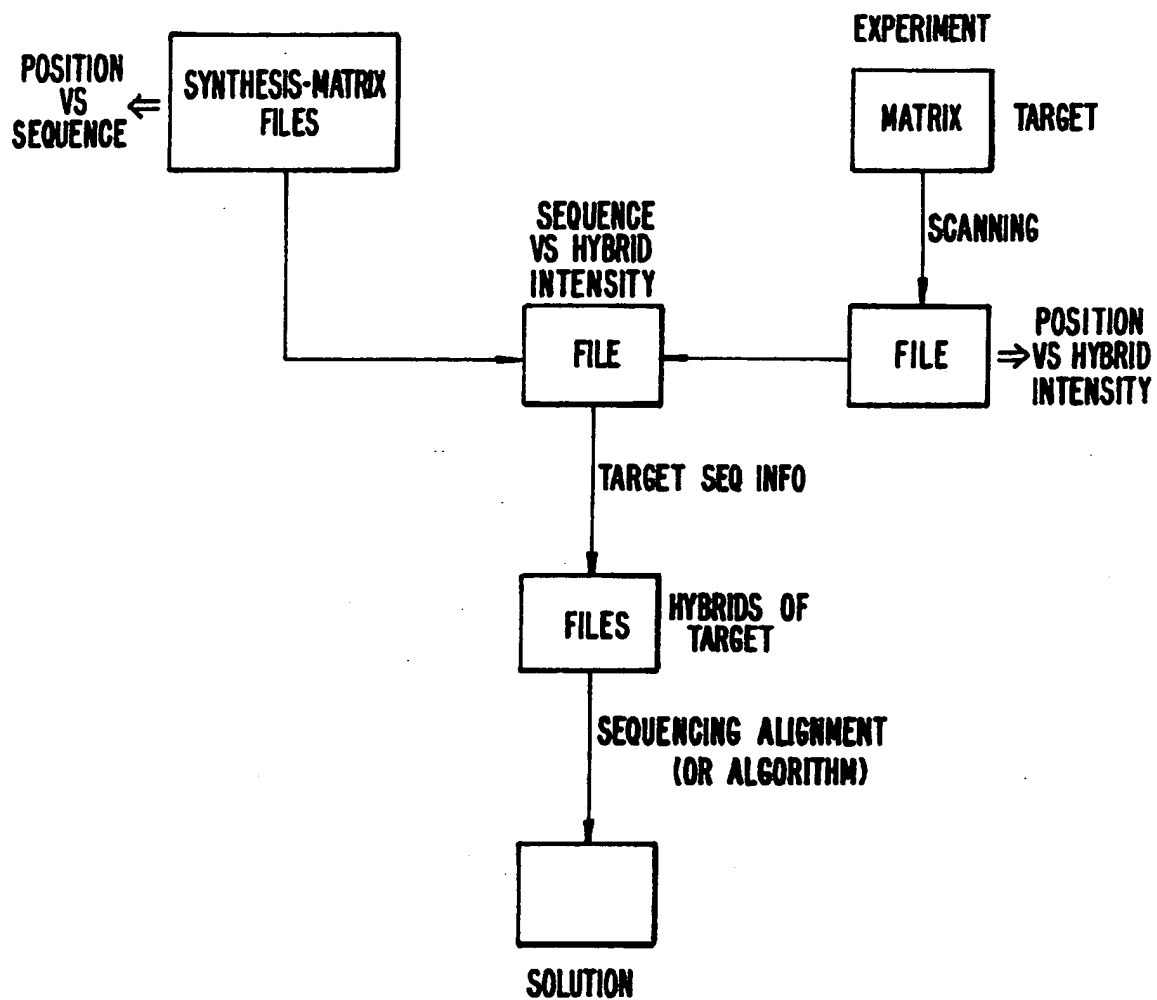 EXPERIMENT
POSITION
VS
SEQUENCE
SYNTHESIS-MATRIX
FILES
MATRIX
TARGET
SCANNING
SEQUENCE
VS HYBRID
INTENSITY
FILE
FILE
POSITION
VS HYBRID
INTENSITY
TARGET SEQ INFO
FILES
HYBRIDS OF
TARGET
SEQUENCING ALIGNMENT
(OR ALGORITHM)
SOLUTION